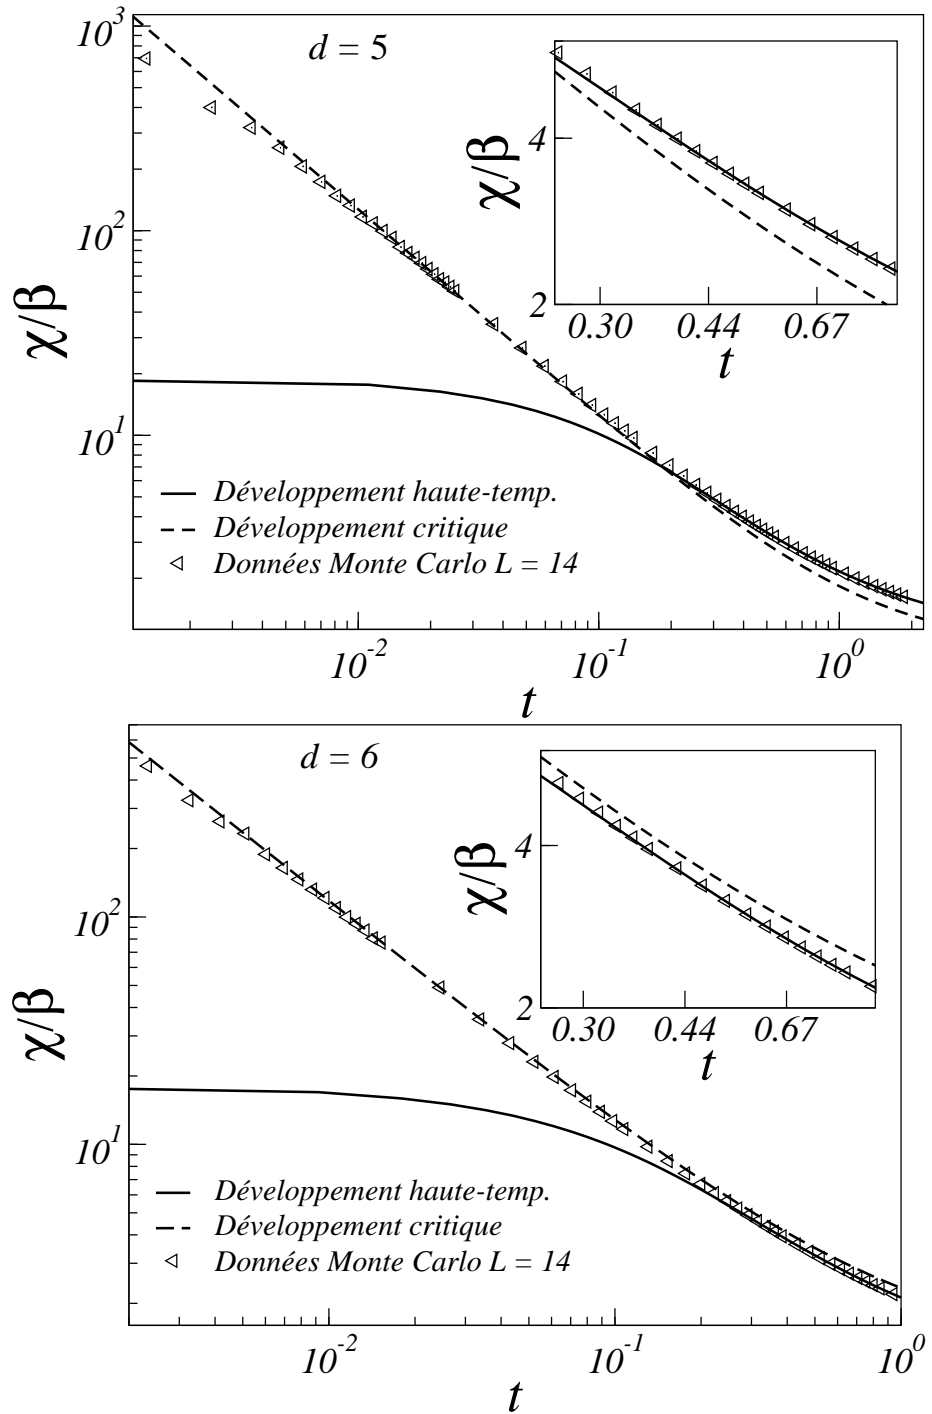 10^3
d = 5
χ/β
4
10^2
χ/β
2
0.30 0.44 0.67
t
10^1
Développement haute-temp.
Développement critique
Données Monte Carlo L = 14
10^-2 10^-1 10^0
t
d = 6
χ/β
4
10^2
χ/β
2
0.30 0.44 0.67
t
10^1
Développement haute-temp.
Développement critique
Données Monte Carlo L = 14
10^-2 10^-1 10^0
t